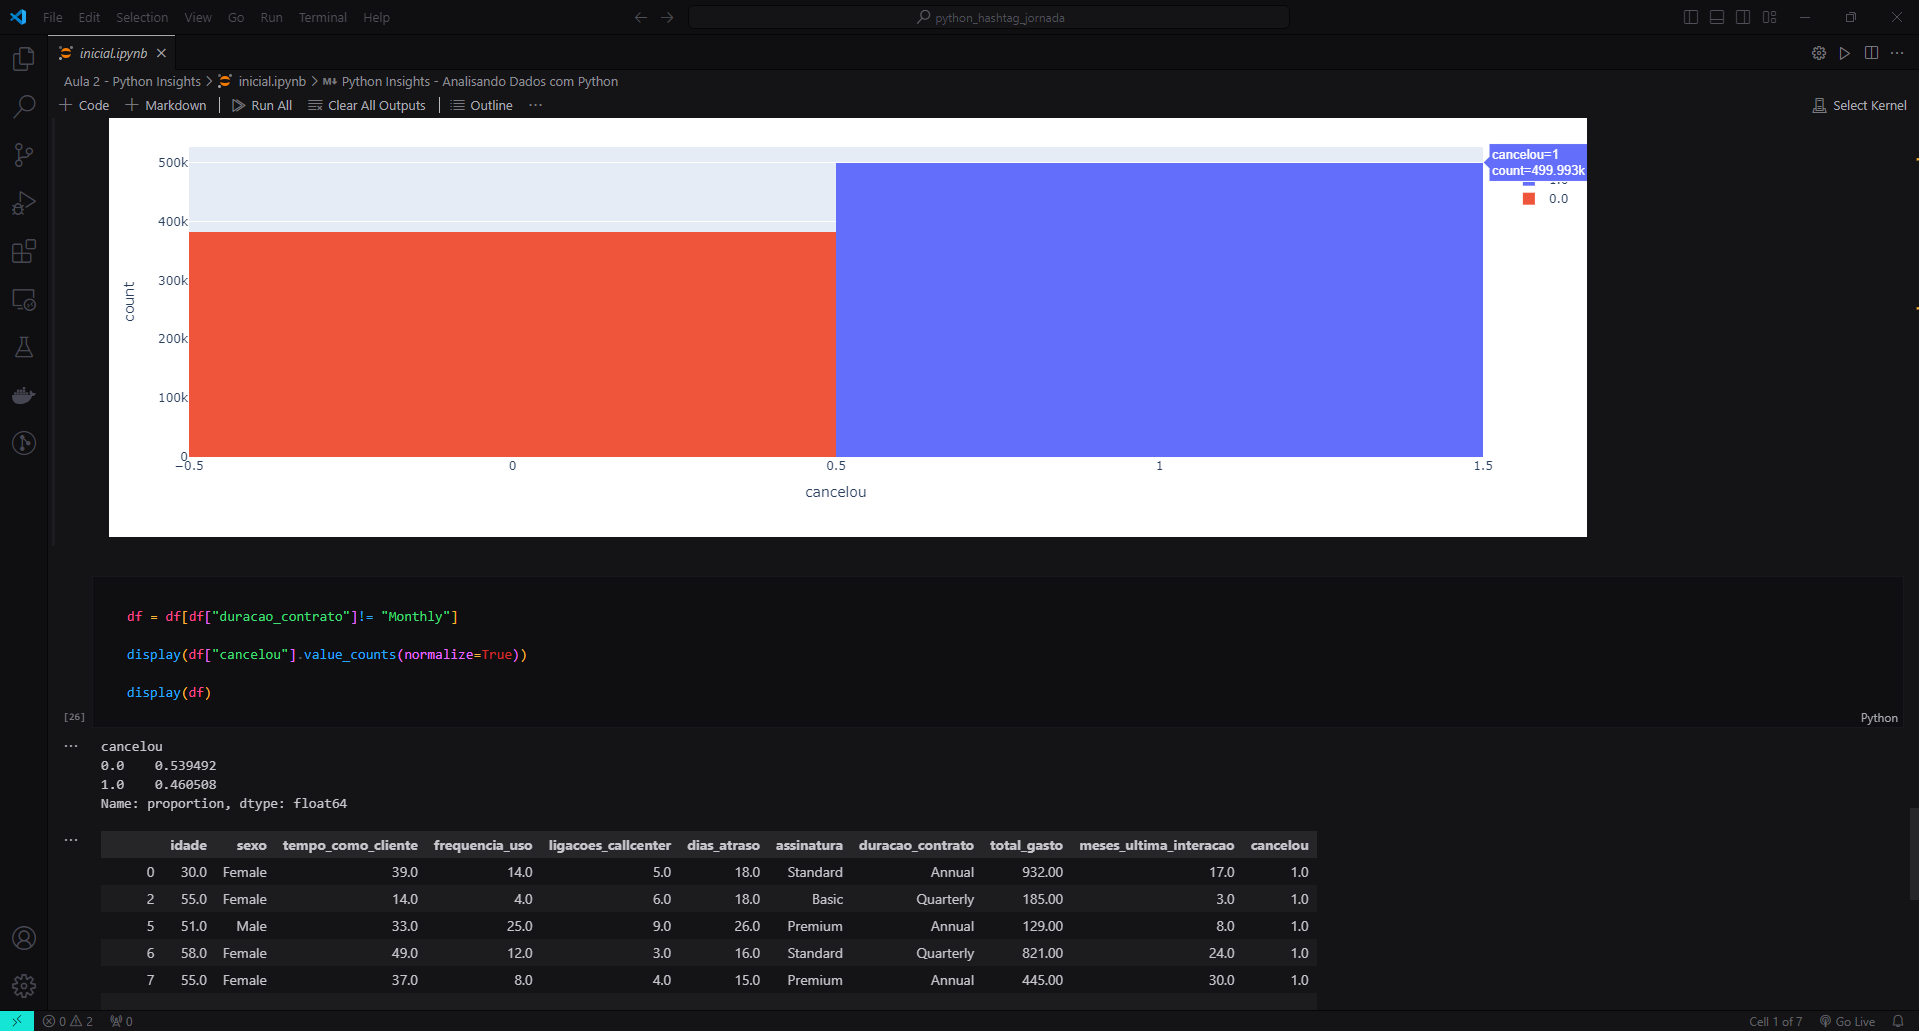 File Edit Selection View Go Run Terminal Help
python_hashtag_jornada
inicial.ipynb
Aula 2 - Python Insights > inicial.ipynb > M↓ Python Insights - Analisando Dados com Python
+ Code + Markdown | Run All Clear All Outputs | Outline ...
Select Kernel
500k
400k
300k
200k
100k
0
count
−0.5 0 0.5 1 1.5
cancelou
cancelou=1
count=499.993k
0.0
df = df[df["duracao_contrato"]!= "Monthly"]
display(df["cancelou"].value_counts(normalize=True))
display(df)
[26]
Python
cancelou
0.0 0.539492
1.0 0.460508
Name: proportion, dtype: float64
idade sexo tempo_como_cliente frequencia_uso ligacoes_callcenter dias_atraso assinatura duracao_contrato total_gasto meses_ultima_interacao cancelou
0 30.0 Female 39.0 14.0 5.0 18.0 Standard Annual 932.00 17.0 1.0
2 55.0 Female 14.0 4.0 6.0 18.0 Basic Quarterly 185.00 3.0 1.0
5 51.0 Male 33.0 25.0 9.0 26.0 Premium Annual 129.00 8.0 1.0
6 58.0 Female 49.0 12.0 3.0 16.0 Standard Quarterly 821.00 24.0 1.0
7 55.0 Female 37.0 8.0 4.0 15.0 Premium Annual 445.00 30.0 1.0
0 2 0
Cell 1 of 7 Go Live